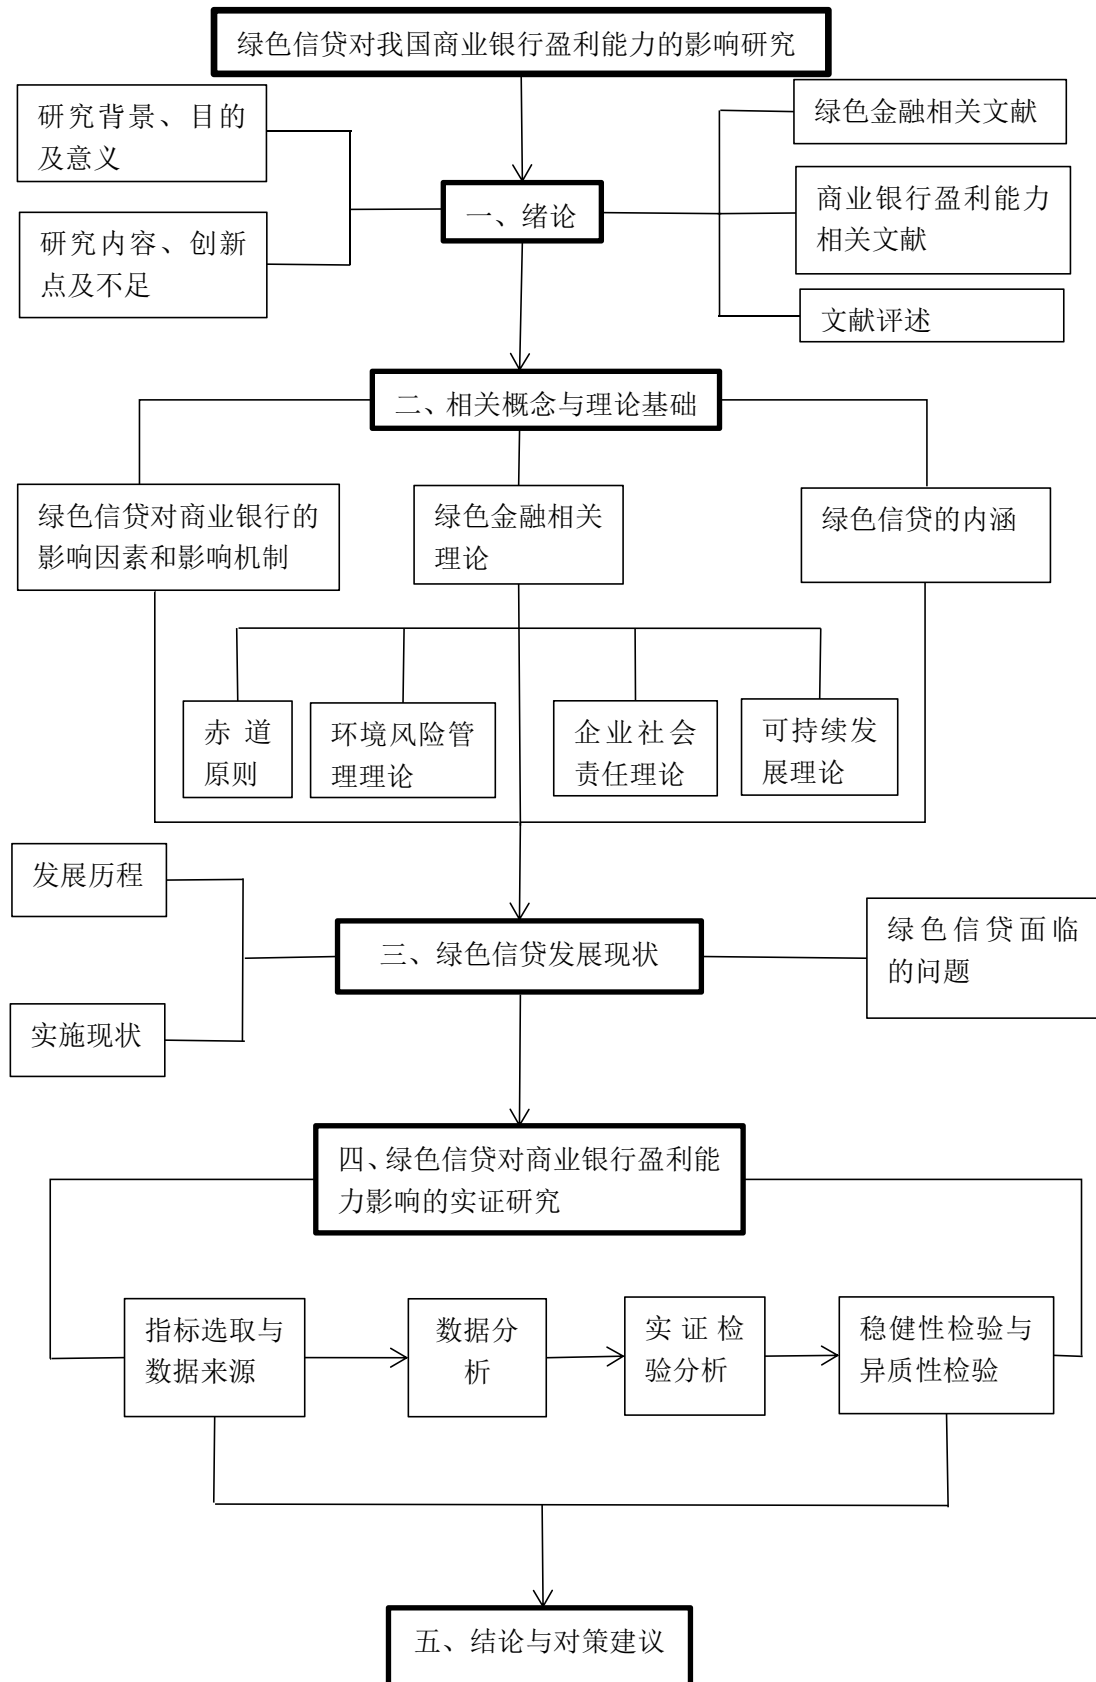 绿色信贷对我国商业银行盈利能力的影响研究
研究背景、目的
及意义
绿色金融相关文献
一、绪论
商业银行盈利能力
相关文献
研究内容、创新
点及不足
文献评述
二、相关概念与理论基础
绿色信贷对商业银行的
影响因素和影响机制
绿色金融相关
理论
绿色信贷的内涵
赤道
原则
环境风险管
理理论
企业社会
责任理论
可持续发
展理论
发展历程
三、绿色信贷发展现状
绿色信贷面临
的问题
实施现状
四、绿色信贷对商业银行盈利能
力影响的实证研究
指标选取与
数据来源
数据分
析
实证检
验分析
稳健性检验与
异质性检验
五、结论与对策建议